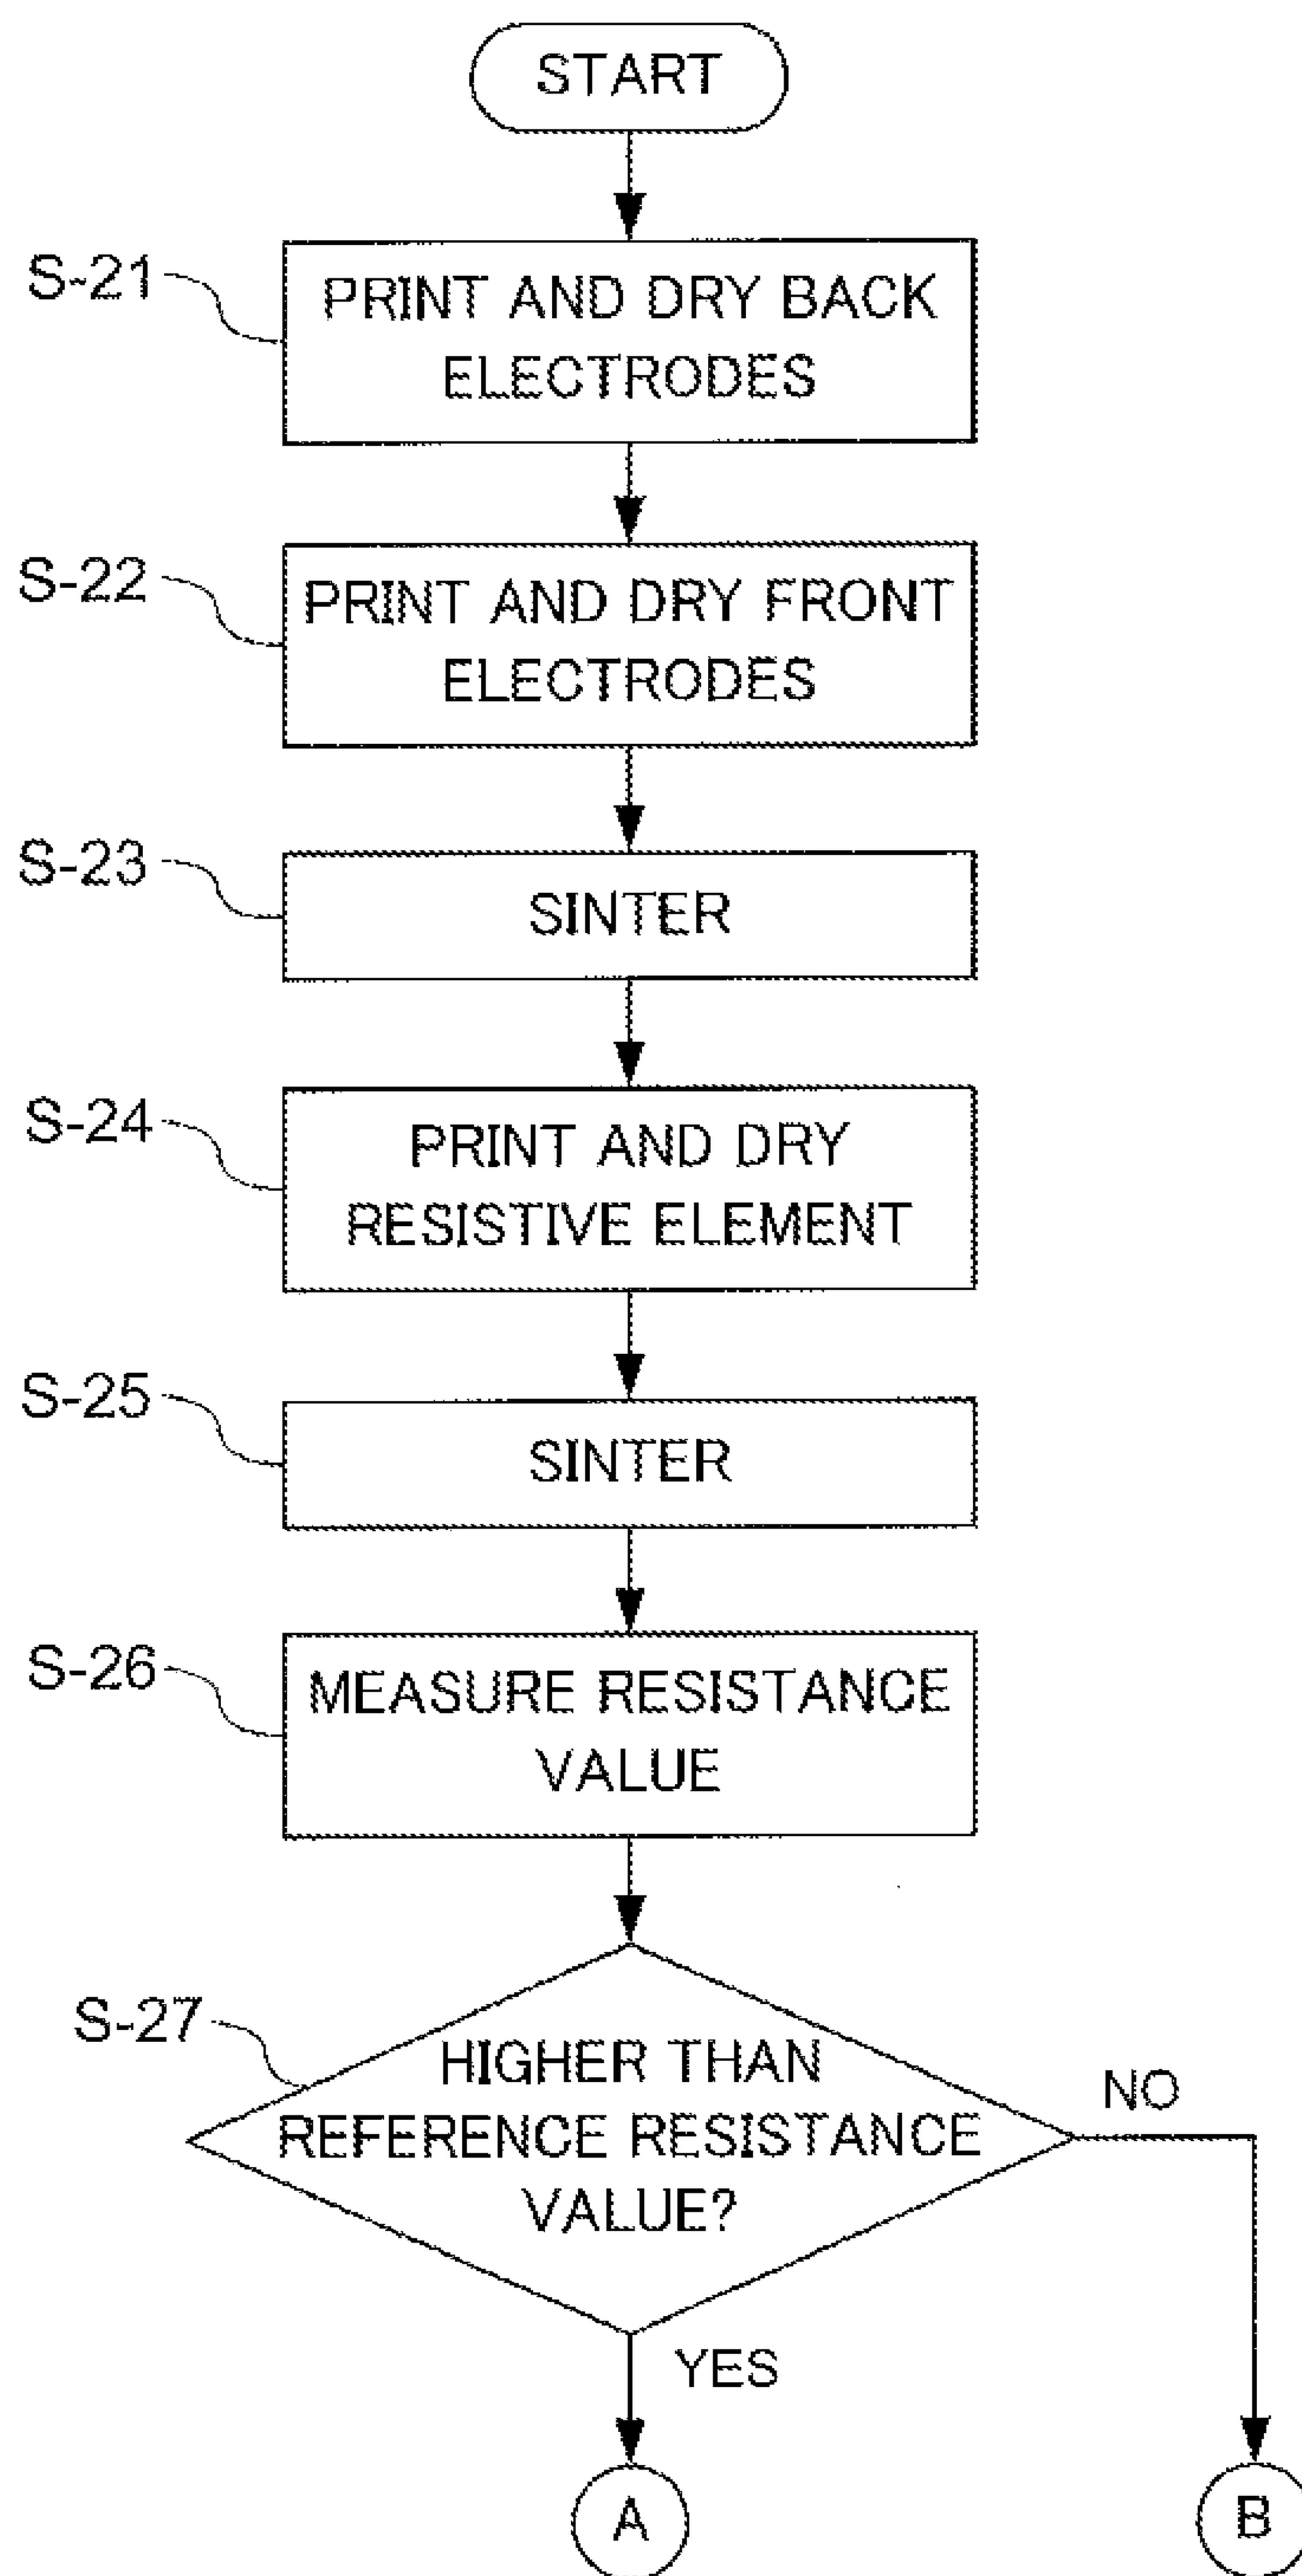 START
S-21
PRINT AND DRY BACK
ELECTRODES
S-22
PRINT AND DRY FRONT
ELECTRODES
S-23
SINTER
S-24
PRINT AND DRY
RESISTIVE ELEMENT
S-25
SINTER
S-26
MEASURE RESISTANCE
VALUE
S-27
HIGHER THAN
REFERENCE RESISTANCE
VALUE?
NO
YES
A
B